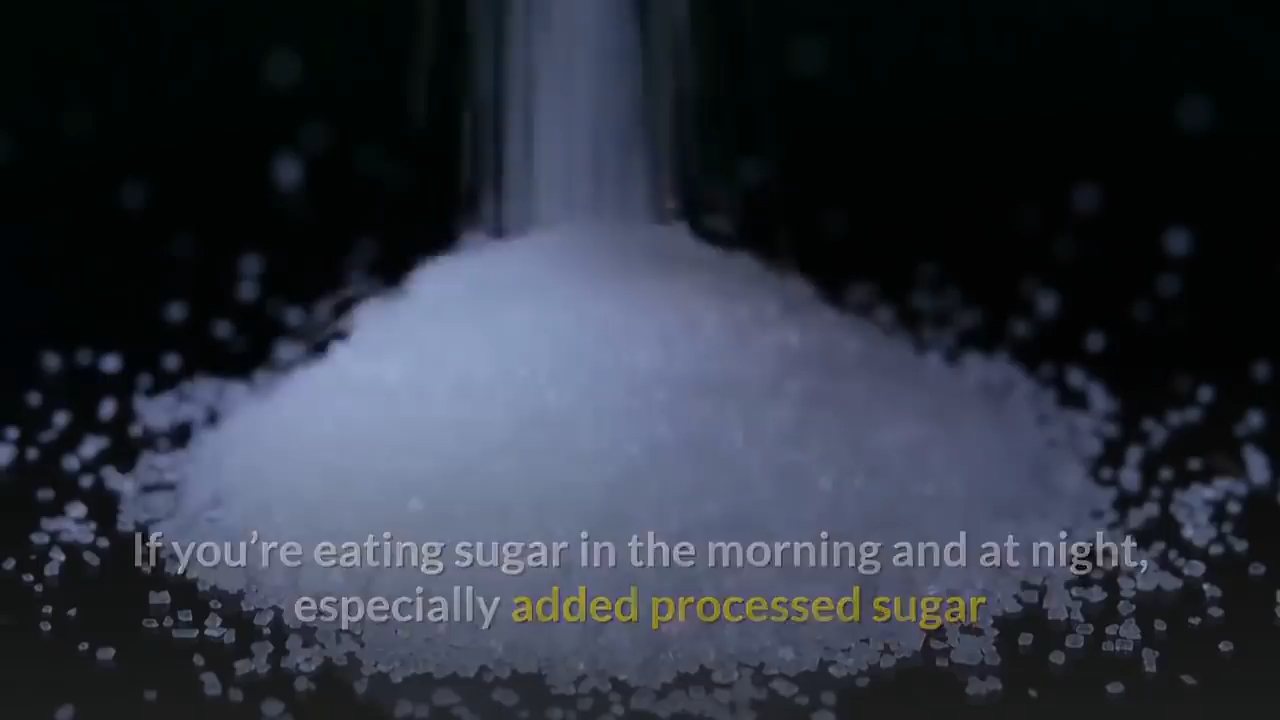 If you’re eating sugar in the morning and at night,
especially added processed sugar